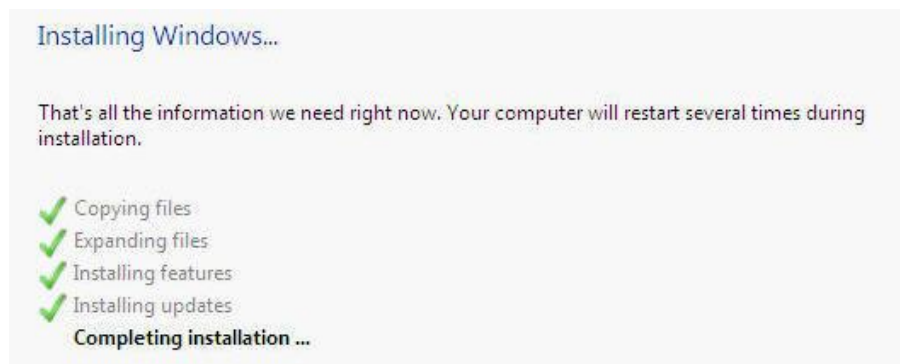 Installing Windows...
That's all the information we need right now. Your computer will restart several times during
installation.
Copying files
Expanding files
Installing features
Installing updates
Completing installation ...